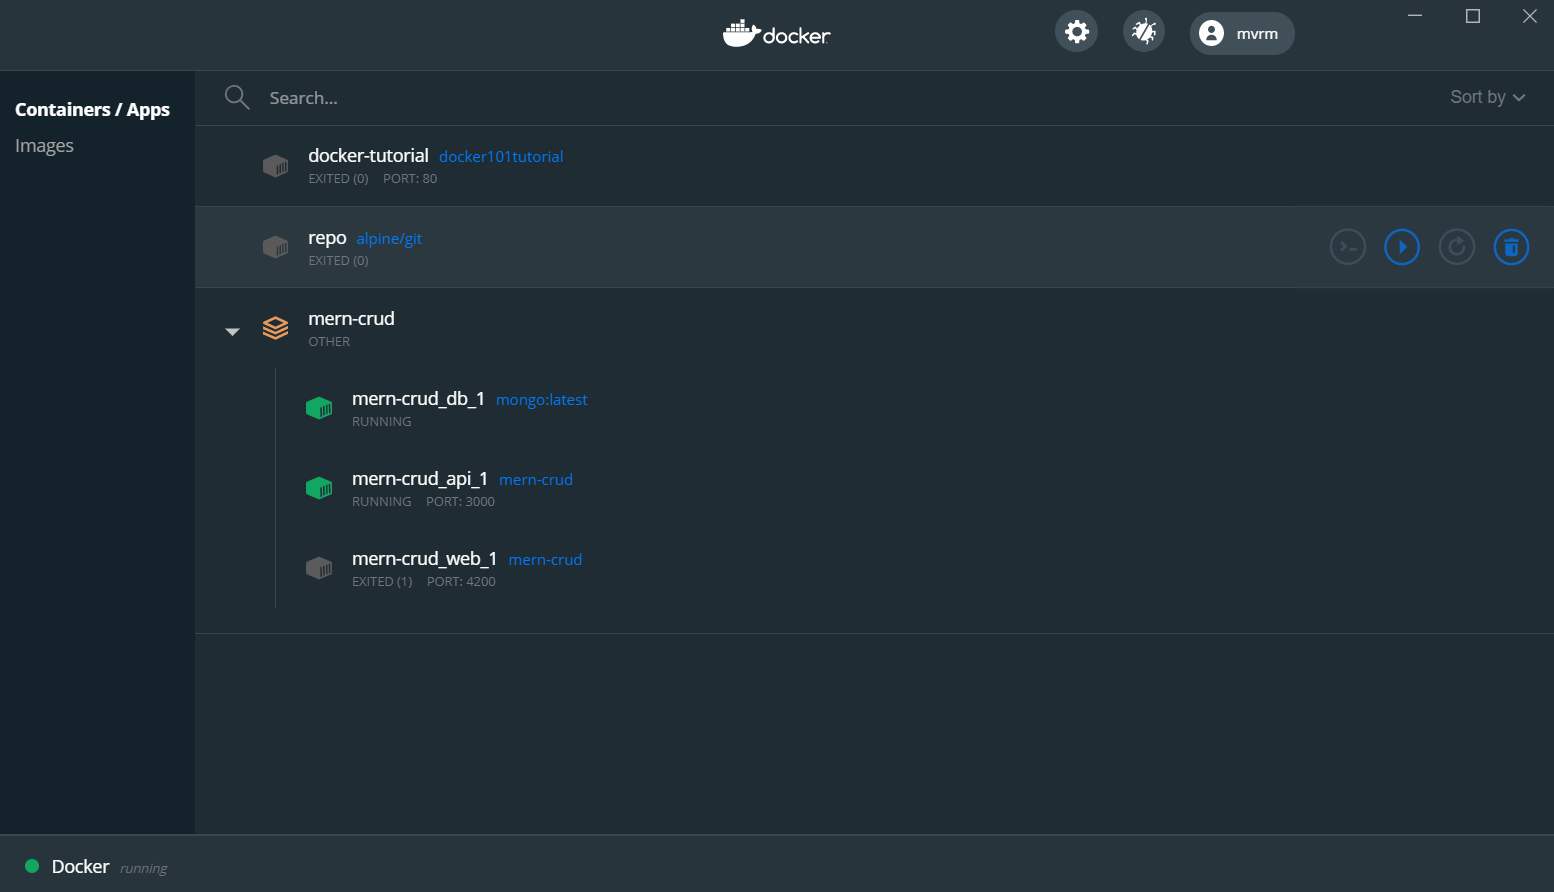 docker
mvrm
Containers / Apps
Images
Search...
Sort by
docker-tutorial docker101tutorial
EXITED (0) PORT: 80
repo alpine/git
EXITED (0)
mern-crud
OTHER
mern-crud_db_1 mongo:latest
RUNNING
mern-crud_api_1 mern-crud
RUNNING PORT: 3000
mern-crud_web_1 mern-crud
EXITED (1) PORT: 4200
Docker running